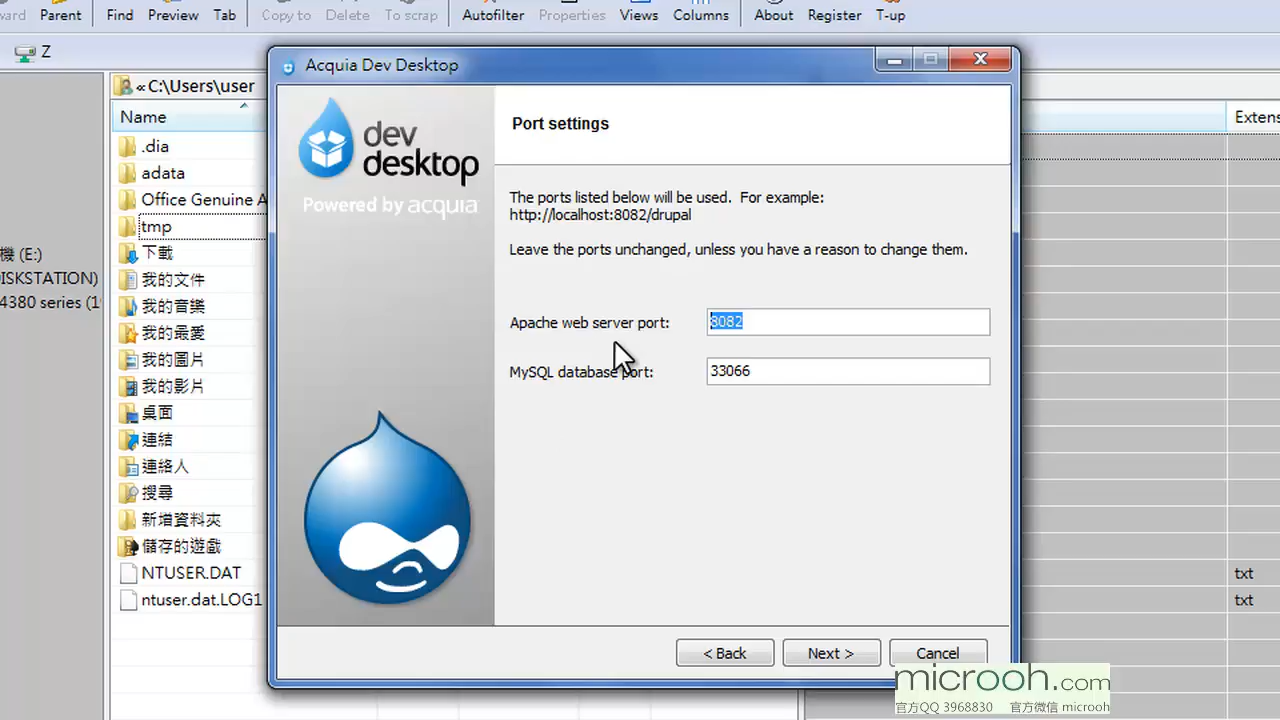 Parent Find Preview Tab Copy to Delete To scrap Autofilter Properties Views Columns About Register T-up
Z
Acquia Dev Desktop
« C:\Users\user
Name
Extens
.dia
adata
Office Genuine A
tmp
下載
我的文件
我的音樂
我的最愛
我的圖片
我的影片
桌面
連結
連絡人
搜尋
新增資料夾
儲存的遊戲
NTUSER.DAT
txt
ntuser.dat.LOG1
txt
機 (E:)
ISKSTATION)
4380 series (1
dev
desktop
Powered by acquia
Port settings
The ports listed below will be used. For example:
http://localhost:8082/drupal
Leave the ports unchanged, unless you have a reason to change them.
Apache web server port: 8082
MySQL database port: 33066
< Back Next > Cancel
microoh.com
官方QQ 3968830 官方微信 microoh